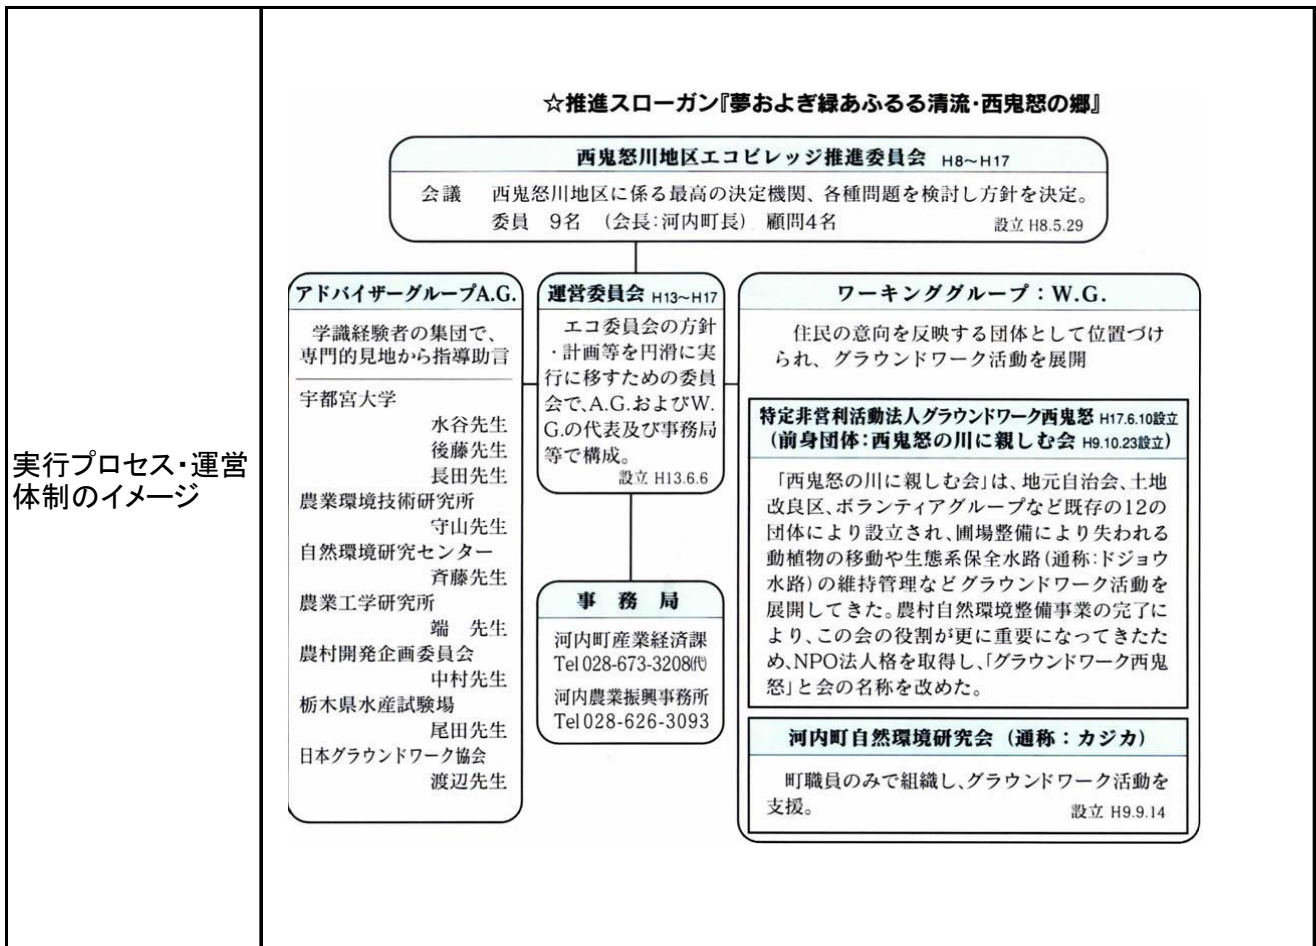 実行プロセス・運営
体制のイメージ
☆推進スローガン『夢およぎ緑あふるる清流・西鬼怒の郷』
西鬼怒川地区エコビレッジ推進委員会 H8~H17
会議 西鬼怒川地区に係る最高の決定機関、各種問題を検討し方針を決定。
委員 9名 (会長:河内町長) 顧問4名 設立 H8.5.29
アドバイザーグループA.G.
学識経験者の集団で、
専門的見地から指導助言
宇都宮大学
水谷先生
後藤先生
長田先生
農業環境技術研究所
守山先生
自然環境研究センター
斉藤先生
農業工学研究所
端 先生
農村開発企画委員会
中村先生
栃木県水産試験場
尾田先生
日本グラウンドワーク協会
渡辺先生
運営委員会 H13~H17
エコ委員会の方針
・計画等を円滑に実
行に移すための委員
会で、A.G.およびW.
G.の代表及び事務局
等で構成。
設立 H13.6.6
事 務 局
河内町産業経済課
Tel 028-673-3208㈹
河内農業振興事務所
Tel 028-626-3093
ワーキンググループ:W.G.
住民の意向を反映する団体として位置づけ
られ、グラウンドワーク活動を展開
特定非営利活動法人グラウンドワーク西鬼怒 H17.6.10設立
(前身団体:西鬼怒の川に親しむ会 H9.10.23設立)
「西鬼怒の川に親しむ会」は、地元自治会、土地
改良区、ボランティアグループなど既存の12の
団体により設立され、圃場整備により失われる
動植物の移動や生態系保全水路(通称:ドジョウ
水路)の維持管理などグラウンドワーク活動を
展開してきた。農村自然環境整備事業の完了に
より、この会の役割が更に重要になってきたた
め、NPO法人格を取得し、「グラウンドワーク西鬼
怒」と会の名称を改めた。
河内町自然環境研究会 (通称:カジカ)
町職員のみで組織し、グラウンドワーク活動を
支援。 設立 H9.9.14